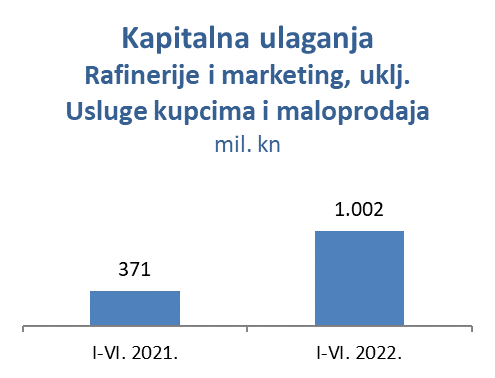 Kapitalna ulaganja
Rafinerije i marketing, uklj.
Usluge kupcima i maloprodaja
mil. kn
1.002
371
I-VI. 2021.
I-VI. 2022.